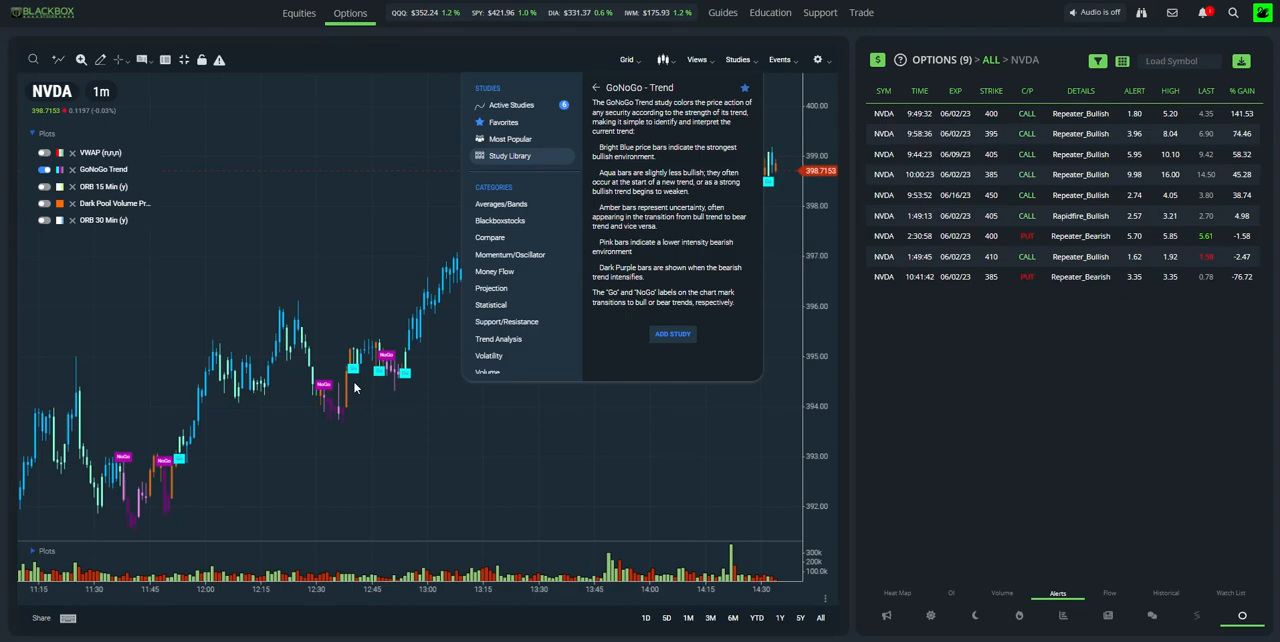 BLACKBOX
STOCKS
Equities
Options
QQQ: $352.24 1.2 % SPY: $421.96 1.0 % DIA: $331.37 0.6 % IWM: $175.93 1.2 %
Guides
Education
Support
Trade
Audio is off
Grid
Views
Studies
Events
NVDA 1m
398.7153 0.1197 (-0.03%)
Plots
VWAP (n,n,n)
GoNoGo Trend
ORB 15 Min (y)
Dark Pool Volume Pr...
ORB 30 Min (y)
STUDIES
Active Studies 6
Favorites
Most Popular
Study Library
CATEGORIES
Averages/Bands
Blackboxstocks
Compare
Momentum/Oscillator
Money Flow
Projection
Statistical
Support/Resistance
Trend Analysis
Volatility
Volume
GoNoGo - Trend
The GoNoGo Trend study colors the price action of
any security according to the strength of its trend,
making it simple to identify and interpret the
current trend:
Bright Blue price bars indicate the strongest
bullish environment.
Aqua bars are slightly less bullish; they often
occur at the start of a new trend, or as a strong
bullish trend begins to weaken.
Amber bars represent uncertainty, often
appearing in the transition from bull trend to bear
trend and vice versa.
Pink bars indicate a lower intensity bearish
environment
Dark Purple bars are shown when the bearish
trend intensifies.
The "Go" and "NoGo" labels on the chart mark
transitions to bull or bear trends, respectively.
ADD STUDY
400.00
399.00
398.7153
398.00
397.00
396.00
395.00
394.00
393.00
392.00
NoGo
NoGo
NoGo
NoGo
Plots
300k
200k
100.0k
11:15 11:30 11:45 12:00 12:15 12:30 12:45 13:00 13:15 13:30 13:45 14:00 14:15 14:30
Share
1D 5D 1M 3M 6M YTD 1Y 5Y All
OPTIONS (9) > ALL > NVDA
Load Symbol
SYM TIME EXP STRIKE C/P DETAILS ALERT HIGH LAST % GAIN
NVDA 9:49:32 06/02/23 400 CALL Repeater_Bullish 1.80 5.20 4.35 141.53
NVDA 9:58:36 06/02/23 395 CALL Repeater_Bullish 3.96 8.04 6.90 74.46
NVDA 9:44:23 06/09/23 405 CALL Repeater_Bullish 5.95 10.10 9.42 58.32
NVDA 10:00:23 06/02/23 385 CALL Repeater_Bullish 9.98 16.00 14.50 45.28
NVDA 9:53:52 06/16/23 450 CALL Repeater_Bullish 2.74 4.05 3.80 38.74
NVDA 1:49:13 06/02/23 405 CALL Rapidfire_Bullish 2.57 3.21 2.70 4.98
NVDA 2:30:58 06/02/23 400 PUT Repeater_Bearish 5.70 5.85 5.61 -1.58
NVDA 1:49:45 06/02/23 410 CALL Repeater_Bullish 1.62 1.92 1.58 -2.47
NVDA 10:41:42 06/02/23 385 PUT Repeater_Bearish 3.35 3.35 0.78 -76.72
Heat Map
OI
Volume
Alerts
Flow
Historical
Watch List